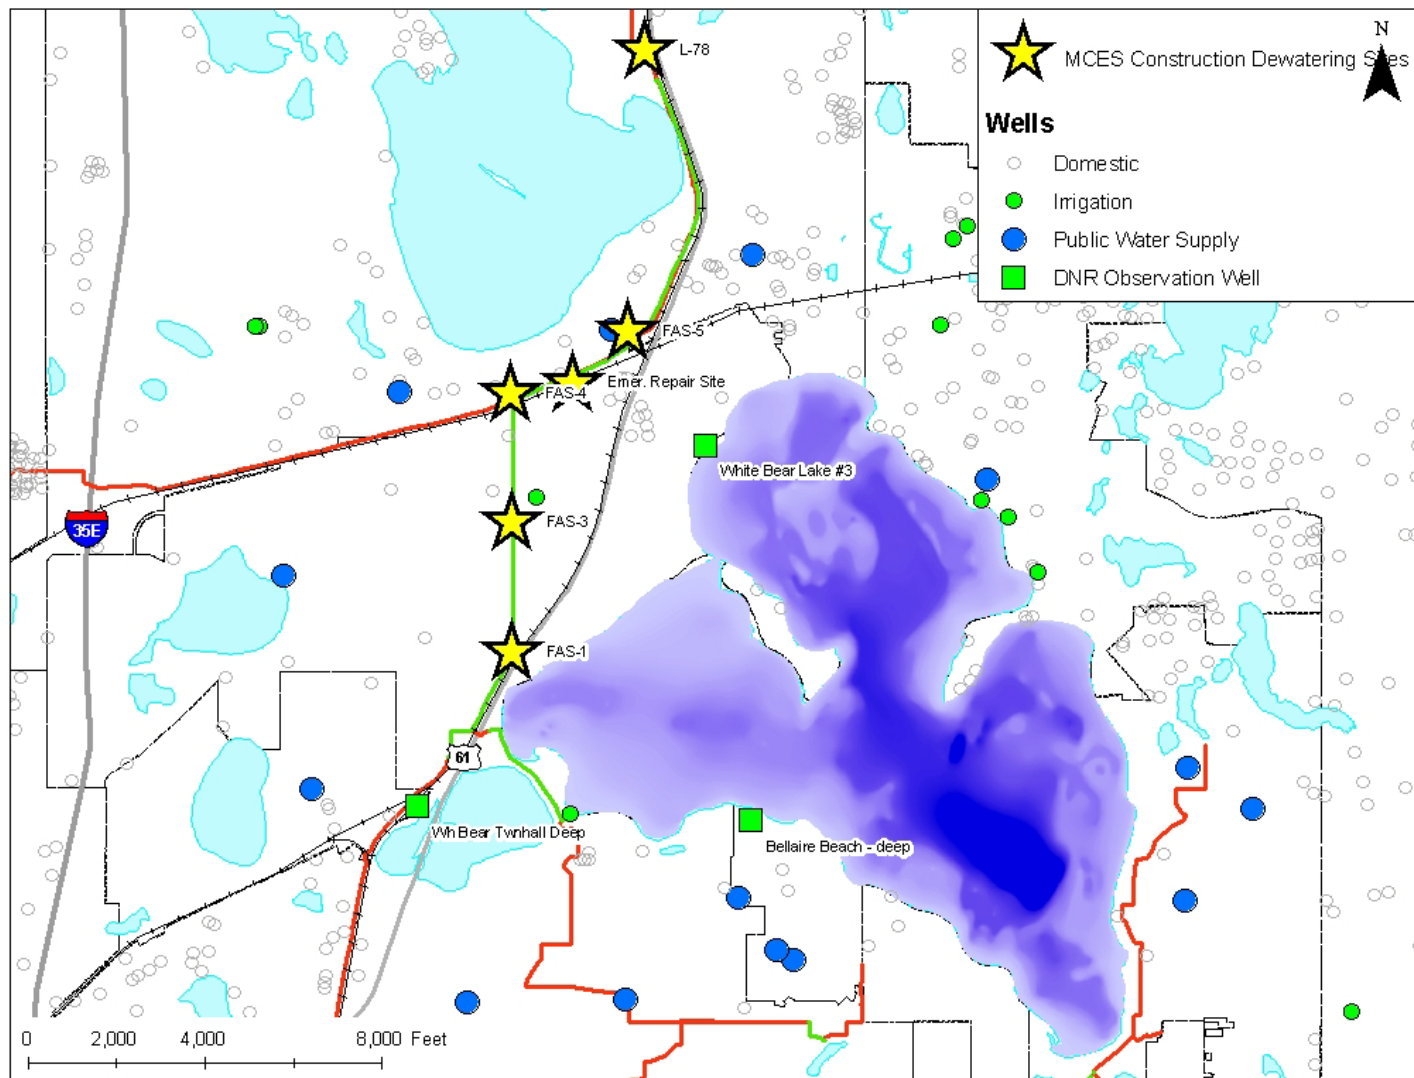 L-78
N
MCES Construction Dewatering Sites
Wells
Domestic
Irrigation
Public Water Supply
DNR Observation Well
FAS-5
Emer. Repair Site
FAS-4
White Bear Lake #3
FAS-3
35E
FAS-1
61
Wh Bear Twnhall Deep
Bellaire Beach - deep
0 2,000 4,000 8,000 Feet